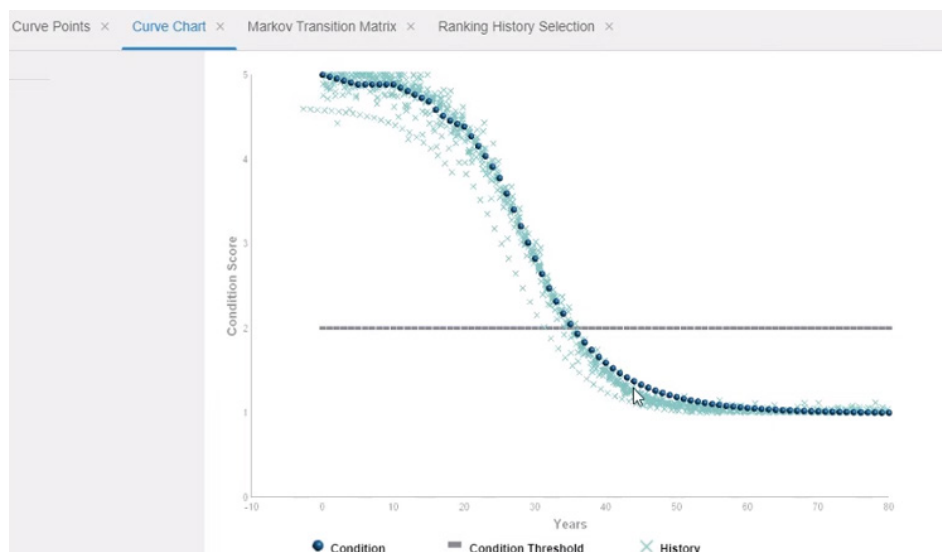 Curve Points × Curve Chart × Markov Transition Matrix × Ranking History Selection ×
5
4
3
2
1
0
Condition Score
-10 0 10 20 30 40 50 60 70 80
Years
Condition Condition Threshold History